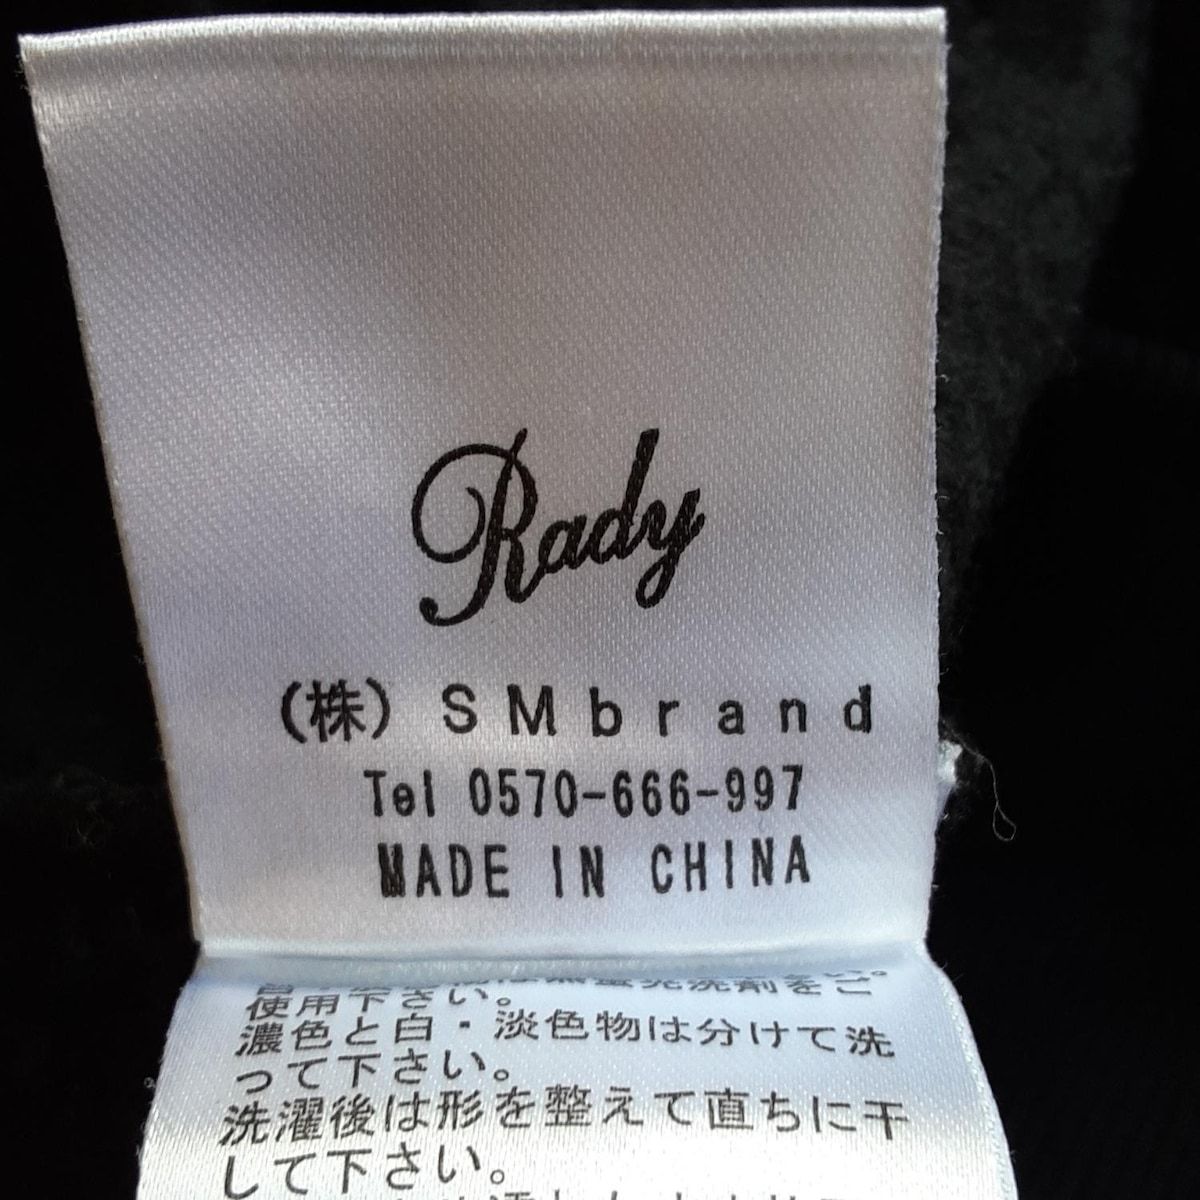 Rady
(株) SMbrand
Tel 0570-666-997
MADE IN CHINA
使用下さい。
濃色と白・淡色物は分けて洗
って下さい。
洗濯後は形を整えて直ちに干
して下さい。